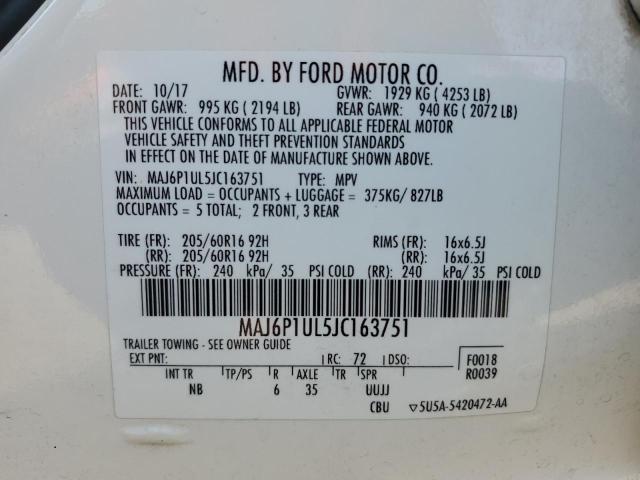 MFD. BY FORD MOTOR CO.
DATE: 10/17 GVWR: 1929 KG ( 4253 LB)
FRONT GAWR: 995 KG ( 2194 LB) REAR GAWR: 940 KG ( 2072 LB)
THIS VEHICLE CONFORMS TO ALL APPLICABLE FEDERAL MOTOR
VEHICLE SAFETY AND THEFT PREVENTION STANDARDS
IN EFFECT ON THE DATE OF MANUFACTURE SHOWN ABOVE.
VIN: MAJ6P1UL5JC163751 TYPE: MPV
MAXIMUM LOAD = OCCUPANTS + LUGGAGE = 375KG/ 827LB
OCCUPANTS = 5 TOTAL; 2 FRONT, 3 REAR
TIRE (FR): 205/60R16 92H RIMS (FR): 16x6.5J
(RR): 205/60R16 92H (RR): 16x6.5J
PRESSURE (FR): 240 kPa/ 35 PSI COLD (RR): 240 kPa/ 35 PSI COLD
MAJ6P1UL5JC163751
TRAILER TOWING - SEE OWNER GUIDE
EXT PNT: RC: 72 DSO: F0018
INT TR TP/PS R AXLE TR SPR R0039
NB 6 35 UUJJ
CBU ▽5U5A-5420472-AA